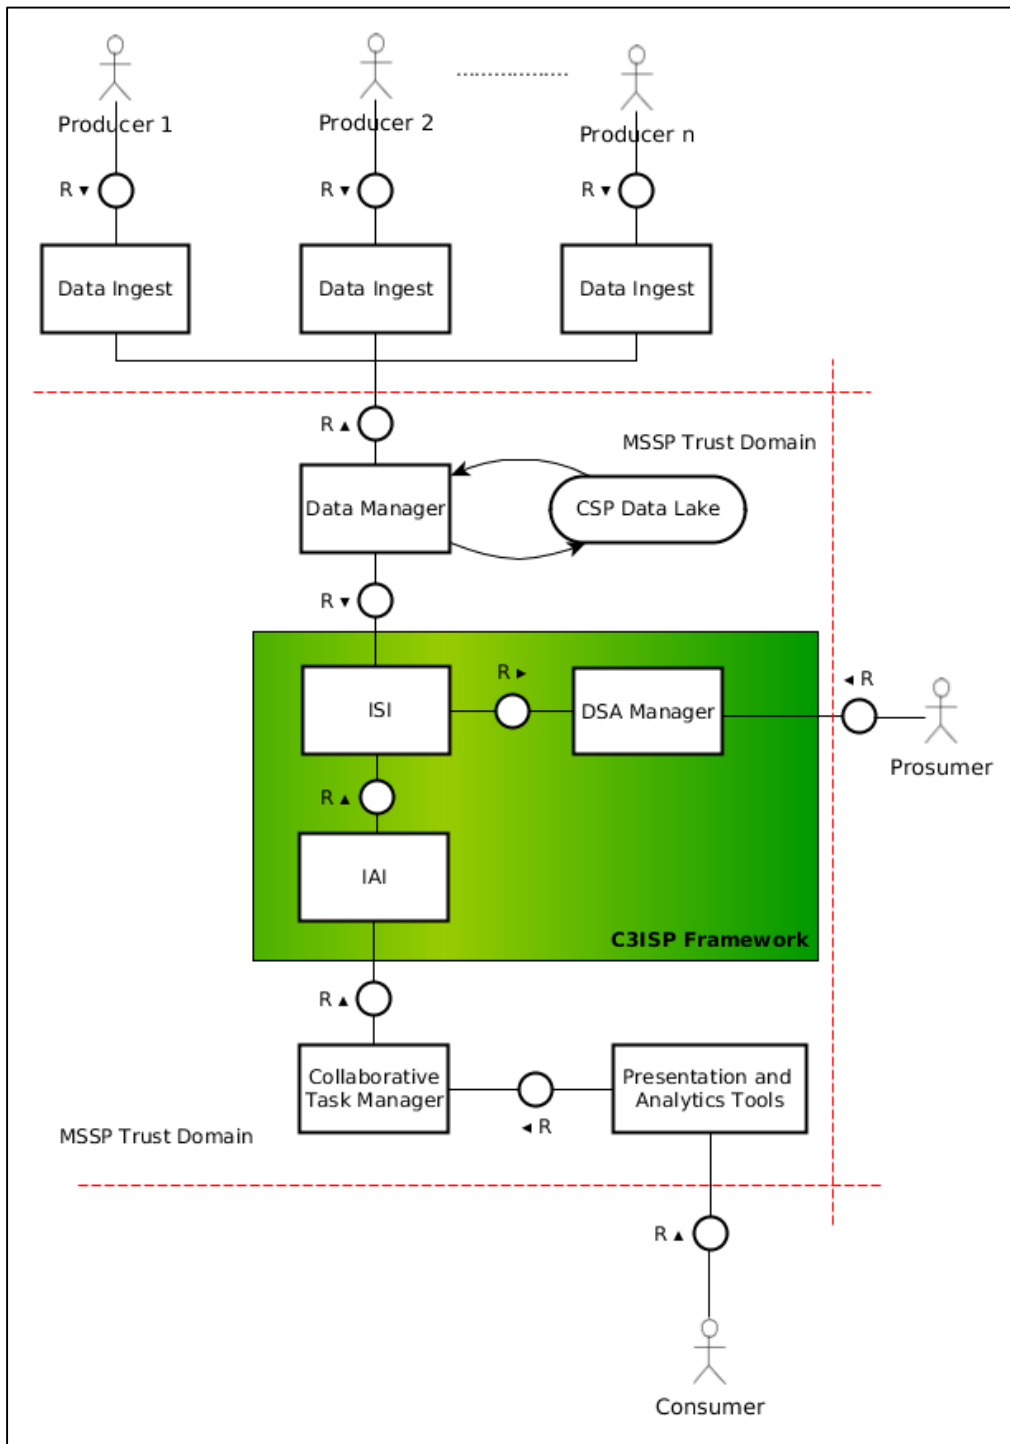 Producer 1
Producer 2
Producer n
R ▼
R ▼
R ▼
Data Ingest
Data Ingest
Data Ingest
R ▲
MSSP Trust Domain
Data Manager
CSP Data Lake
R ▼
R ►
◄ R
ISI
DSA Manager
Prosumer
R ▲
IAI
C3ISP Framework
R ▲
Collaborative
Task Manager
Presentation and
Analytics Tools
◄ R
MSSP Trust Domain
R ▲
Consumer